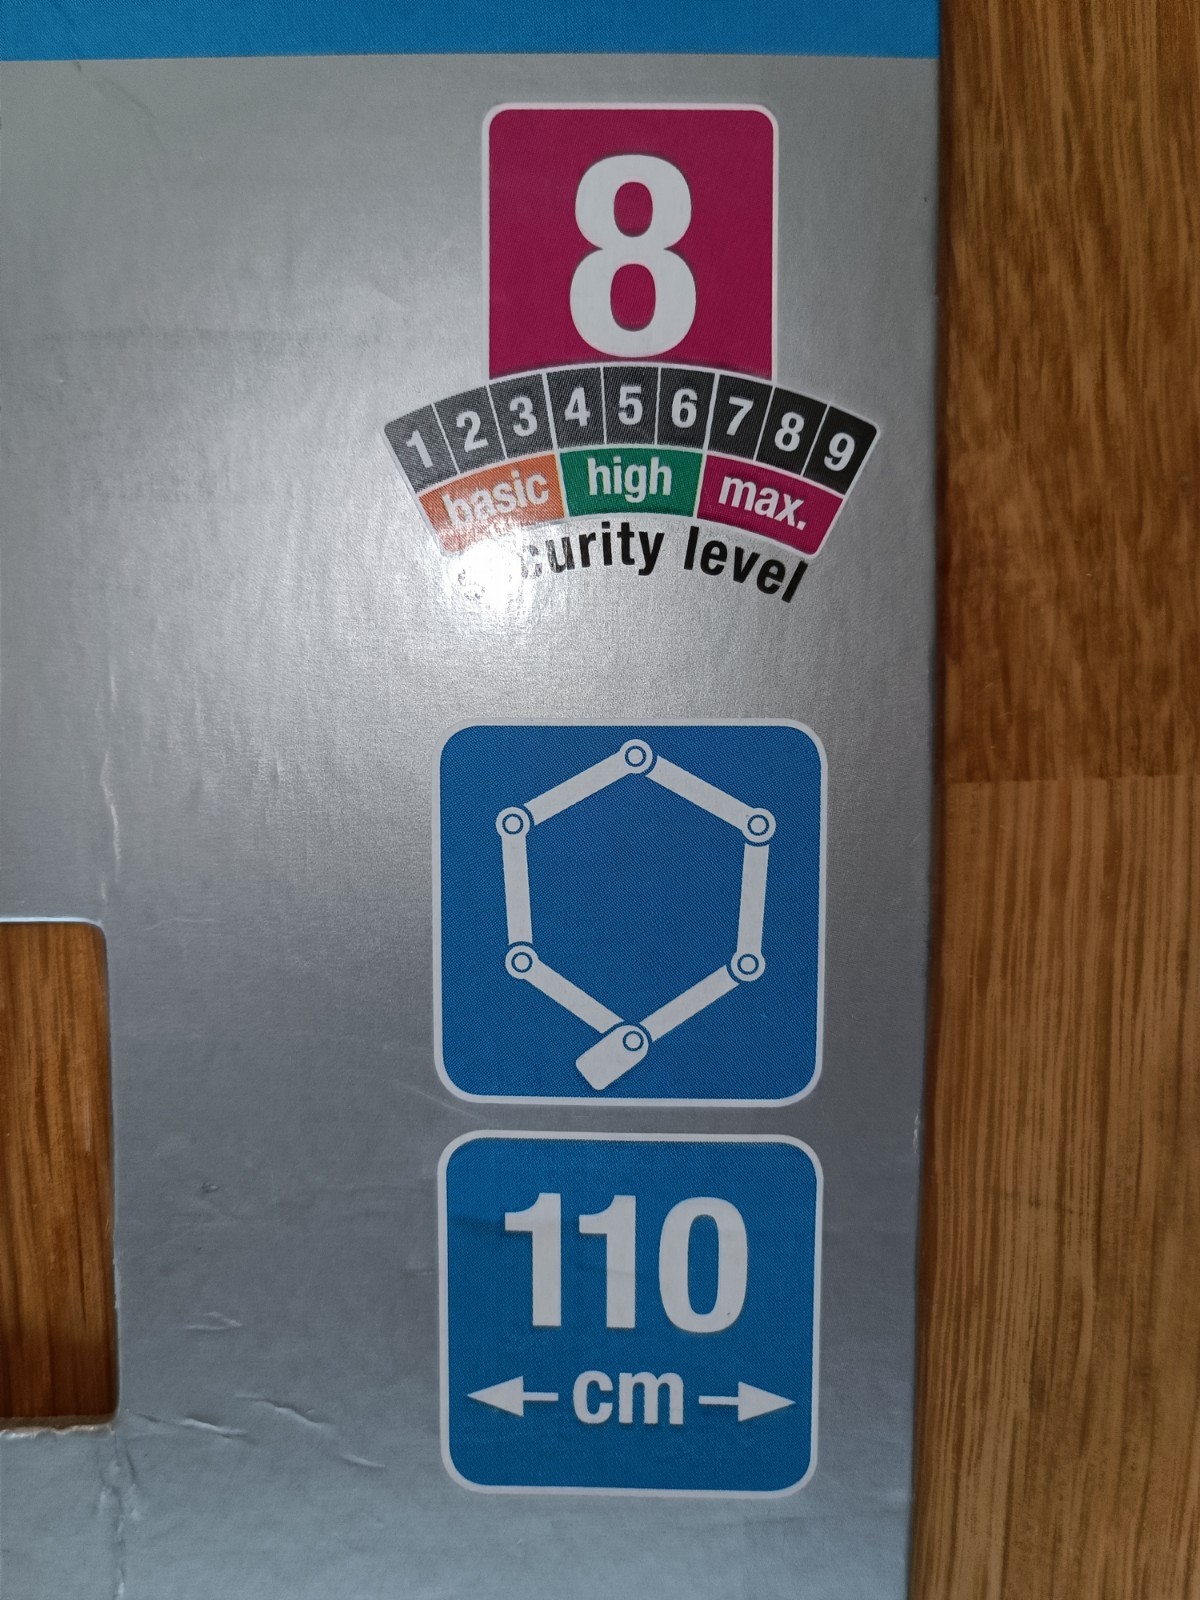 8
1 2 3 4 5 6 7 8 9
basic high max.
curity level
110
cm